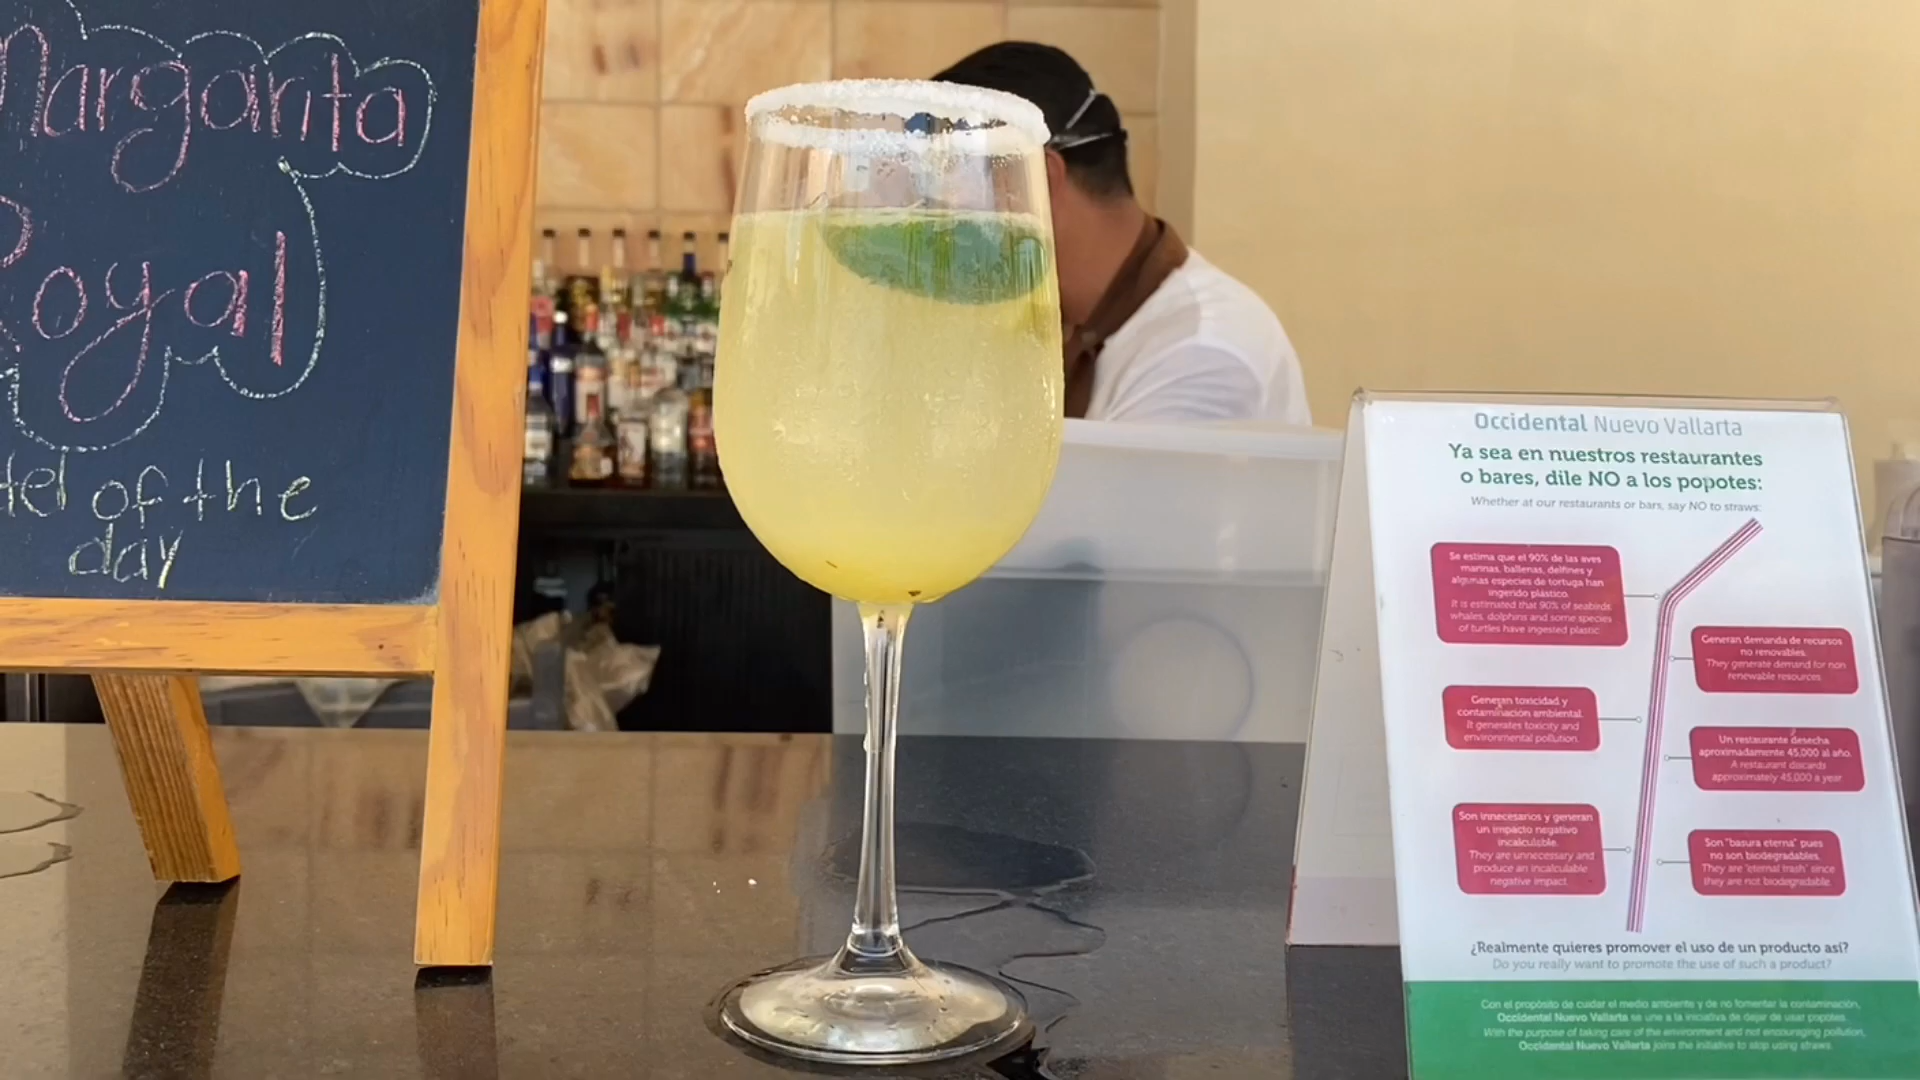 Margarita
Royal
of the
day
Occidental Nuevo Vallarta
Ya sea en nuestros restaurantes
o bares, dile NO a los popotes:
Whether at our restaurants or bars, say NO to straws:
Se estima que el 90% de las aves
marinas, ballenas, delfines y
algunas especies de tortuga han
ingerido plástico.
It is estimated that 90% of seabirds
whales, dolphins and some species
of turtles have ingested plastic.
Generan demanda de recursos
no renovables.
They generate demand for non
renewable resources.
Generan toxicidad y
contaminación ambiental.
It generates toxicity and
environmental pollution.
Un restaurante desecha
aproximadamente 45,000 al año.
A restaurant discards
approximately 45,000 a year.
Son innecesarios y generan
un impacto negativo
incalculable.
They are unnecessary and
produce an incalculable
negative impact.
Son "basura eterna" pues
no son biodegradables.
They are "eternal trash" since
they are not biodegradable.
¿Realmente quieres promover el uso de un producto así?
Do you really want to promote the use of such a product?
Con el propósito de cuidar el medio ambiente y de no fomentar la contaminación,
Occidental Nuevo Vallarta se une a la iniciativa de dejar de usar popotes.
With the purpose of taking care of the environment and not encouraging pollution,
Occidental Nuevo Vallarta joins the initiative to stop using straws.